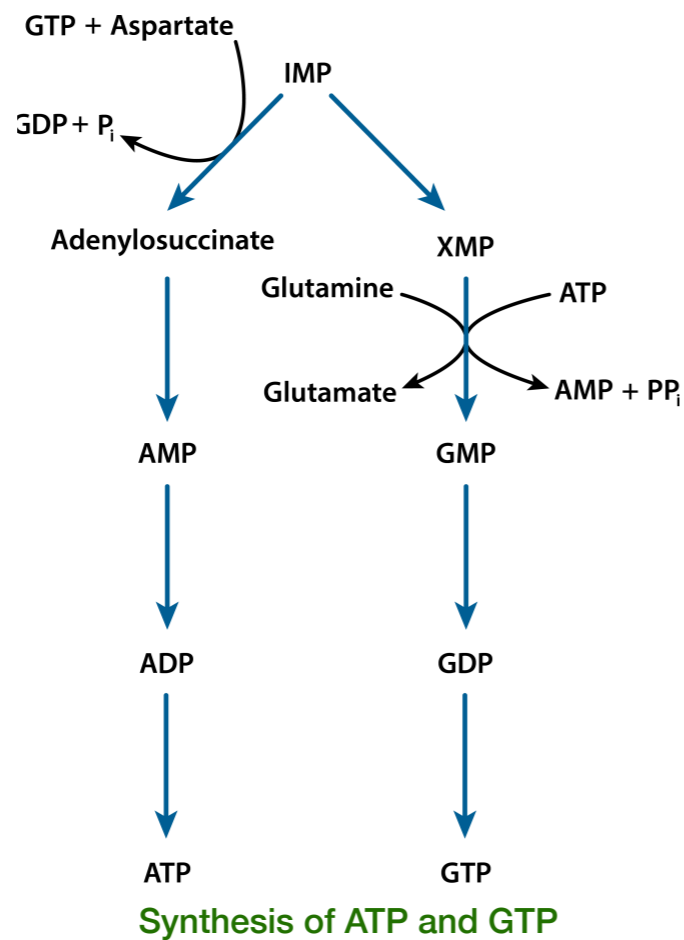 GTP + Aspartate
IMP
GDP + Pi
Adenylosuccinate
XMP
Glutamine
ATP
Glutamate
AMP + PPi
AMP
GMP
ADP
GDP
ATP
GTP
Synthesis of ATP and GTP